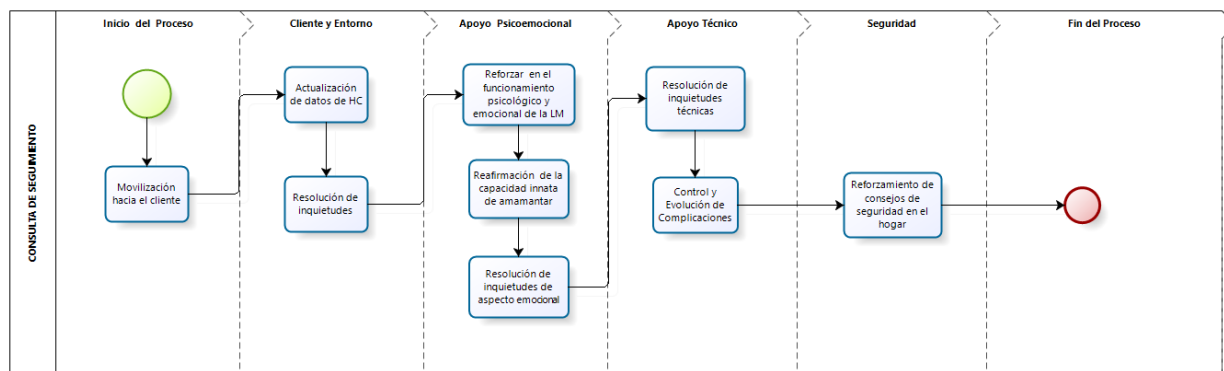 Inicio del Proceso
Cliente y Entorno
Apoyo Psicoemocional
Apoyo Técnico
Seguridad
Fin del Proceso
CONSULTA DE SEGUIMIENTO
Movilización
hacia el cliente
Actualización
de datos de HC
Resolución de
inquietudes
Reforzar en el
funcionamiento
psicológico y
emocional de la LM
Reafirmación de la
capacidad innata
de amamantar
Resolución de
inquietudes de
aspecto emocional
Resolución de
inquietudes
técnicas
Control y
Evolución de
Complicaciones
Reforzamiento de
consejos de
seguridad en el
hogar